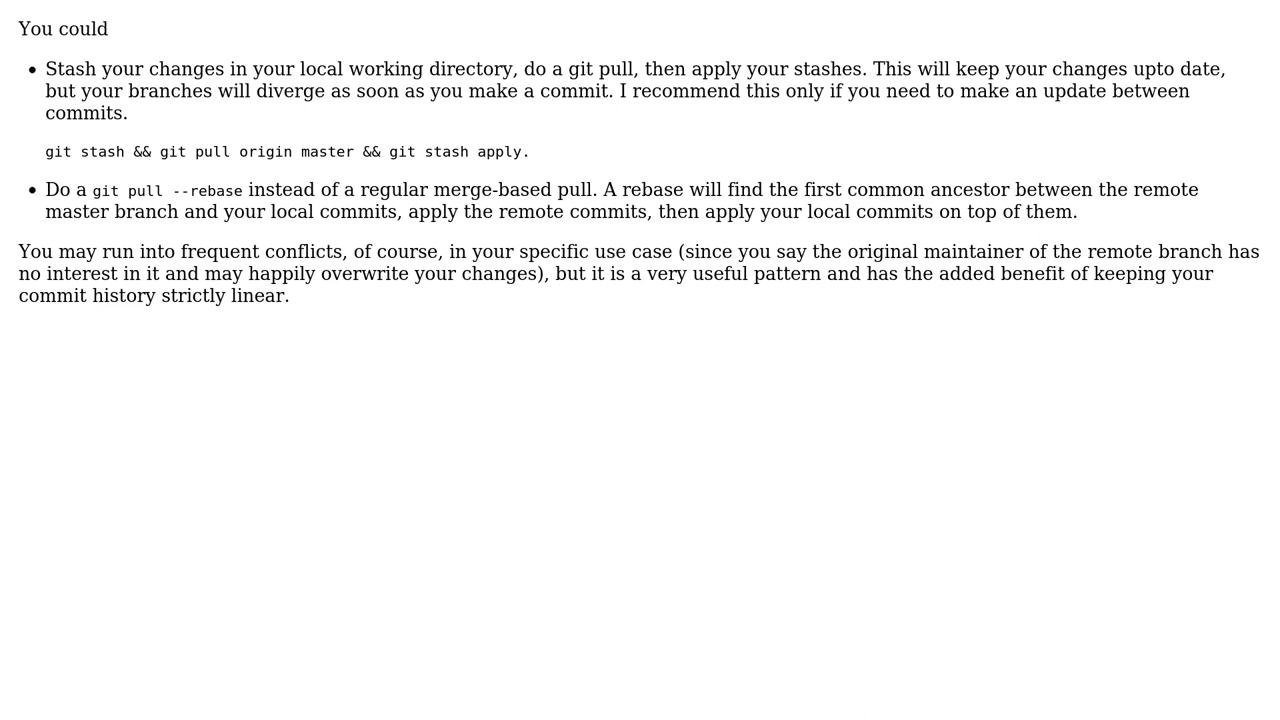 You could
• Stash your changes in your local working directory, do a git pull, then apply your stashes. This will keep your changes upto date,
but your branches will diverge as soon as you make a commit. I recommend this only if you need to make an update between
commits.
git stash && git pull origin master && git stash apply.
• Do a git pull --rebase instead of a regular merge-based pull. A rebase will find the first common ancestor between the remote
master branch and your local commits, apply the remote commits, then apply your local commits on top of them.
You may run into frequent conflicts, of course, in your specific use case (since you say the original maintainer of the remote branch has
no interest in it and may happily overwrite your changes), but it is a very useful pattern and has the added benefit of keeping your
commit history strictly linear.